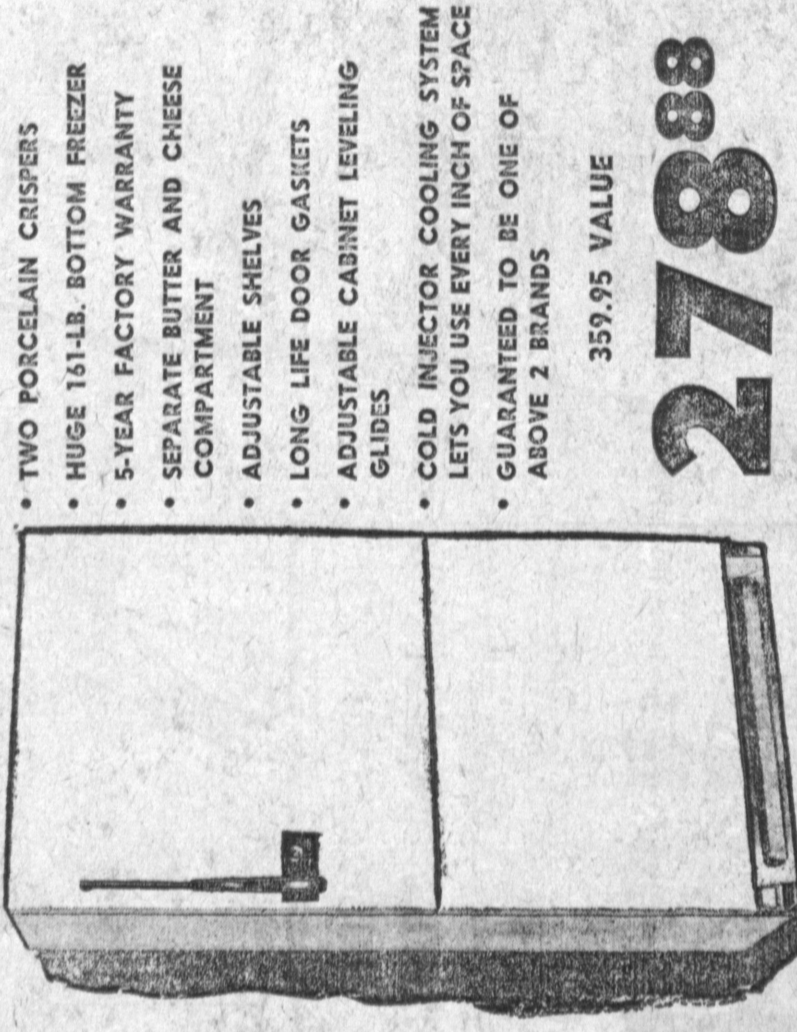 • TWO PORCELAIN CRISPERS
• HUGE 161-LB. BOTTOM FREEZER
• 5-YEAR FACTORY WARRANTY
• SEPARATE BUTTER AND CHEESE
COMPARTMENT
• ADJUSTABLE SHELVES
• LONG LIFE DOOR GASKETS
• ADJUSTABLE CABINET LEVELING
GLIDES
• COLD INJECTOR COOLING SYSTEM
LETS YOU USE EVERY INCH OF SPACE
• GUARANTEED TO BE ONE OF
ABOVE 2 BRANDS
359.95 VALUE
278 88